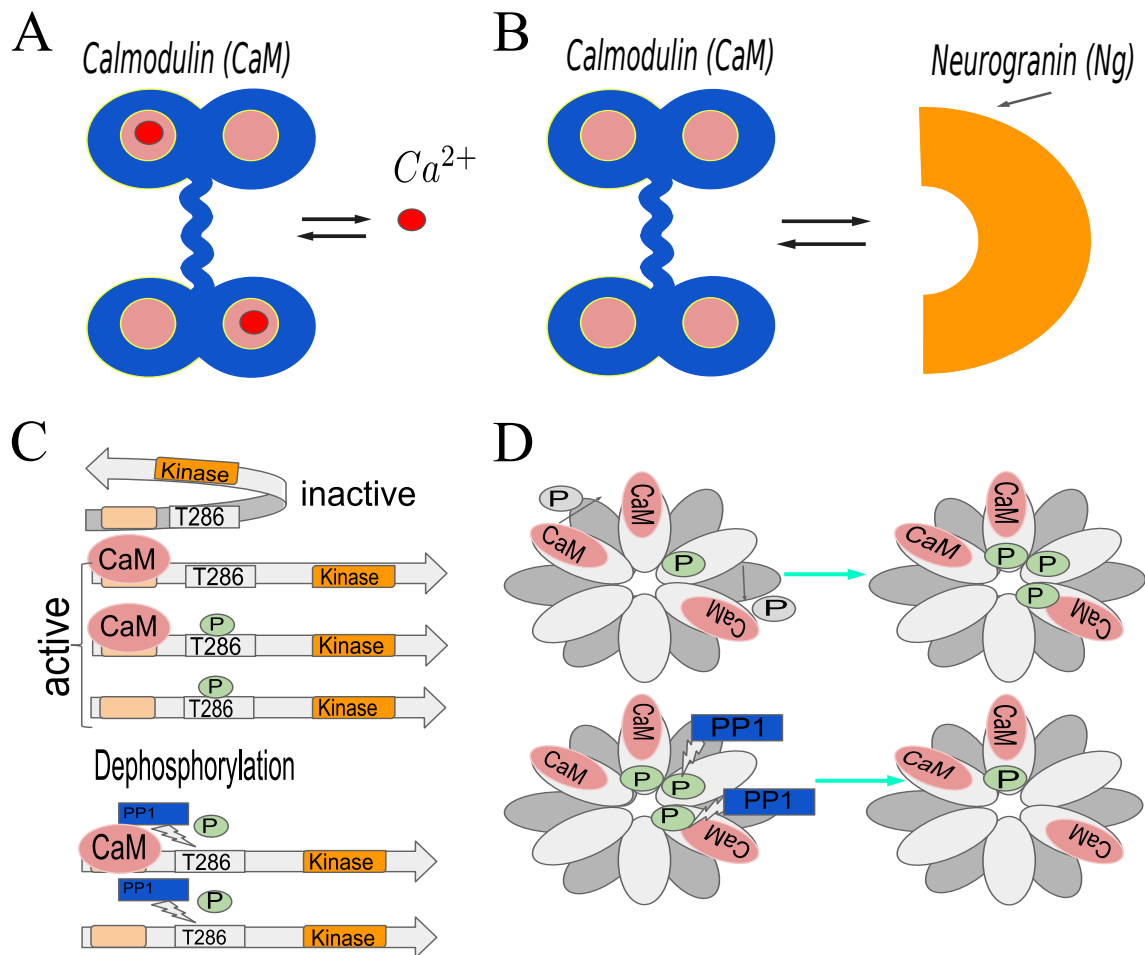 A
Calmodulin (CaM)
Ca²⁺
B
Calmodulin (CaM)
Neurogranin (Ng)
C
Kinase
inactive
T286
active
CaM
T286
Kinase
CaM
P
T286
Kinase
P
T286
Kinase
Dephosphorylation
PP1
P
CaM
T286
Kinase
PP1
P
T286
Kinase
D
P
CaM
CaM
P
CaM
P
CaM
CaM
P
P
P
CaM
CaM
PP1
CaM
P
P
PP1
P
CaM
CaM
CaM
P
CaM